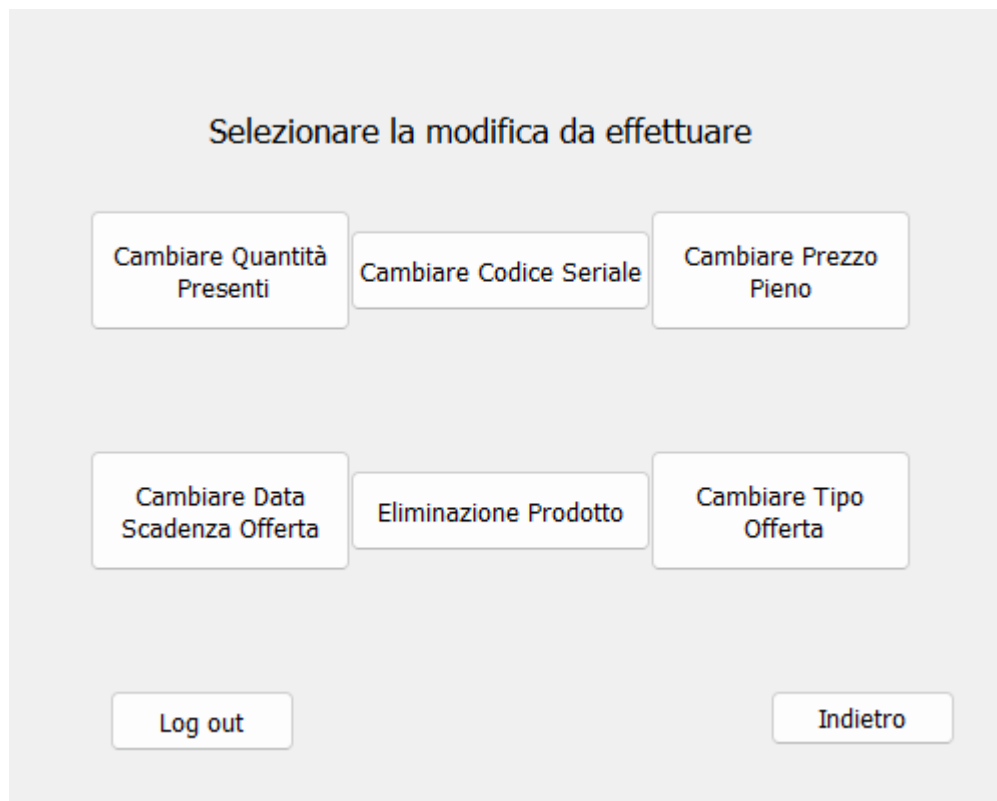 Selezionare la modifica da effettuare
Cambiare Quantità
Presenti
Cambiare Codice Seriale
Cambiare Prezzo
Pieno
Cambiare Data
Scadenza Offerta
Eliminazione Prodotto
Cambiare Tipo
Offerta
Log out
Indietro